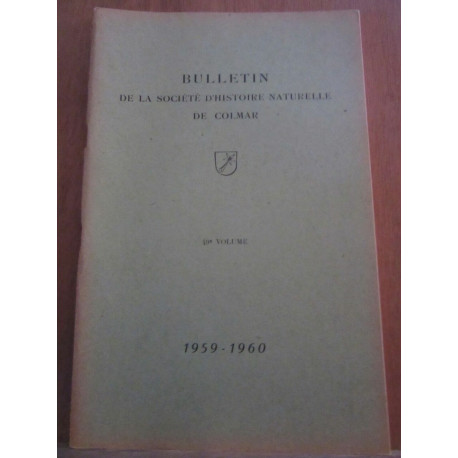 BULLETIN
DE LA SOCIÉTÉ D'HISTOIRE NATURELLE
DE COLMAR
VOLUME
1959-1960